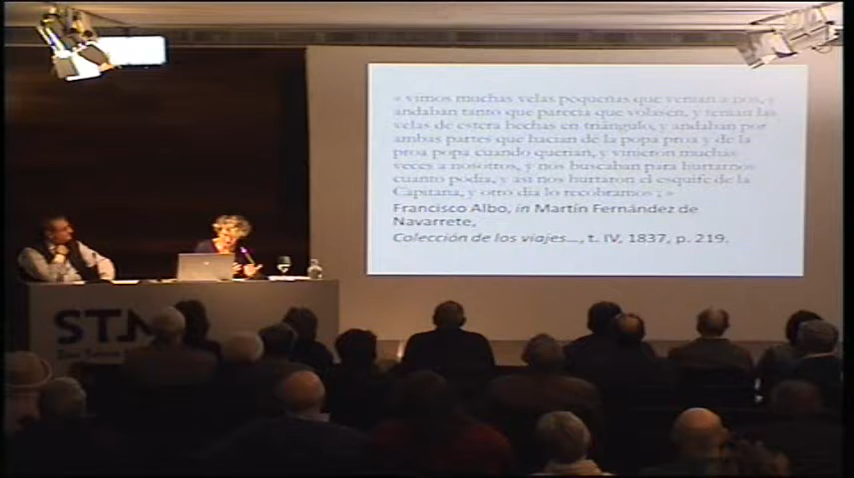 « vimos muchas velas pequeñas que venían a nos, y
andaban tanto que parecía que volasen, y tenían las
velas de estera hechas en triángulo, y andaban por
ambas partes que hacían de la popa proa y de la
proa popa cuando querían, y vinieron muchas
veces a nosotros, y nos buscaban para hurtarnos
cuanto podía, y así nos hurtaron el esquife de la
Capitana, y otro día lo recobramos ; »
Francisco Albo, in Martín Fernández de
Navarrete,
Colección de los viajes..., t. IV, 1837, p. 219.